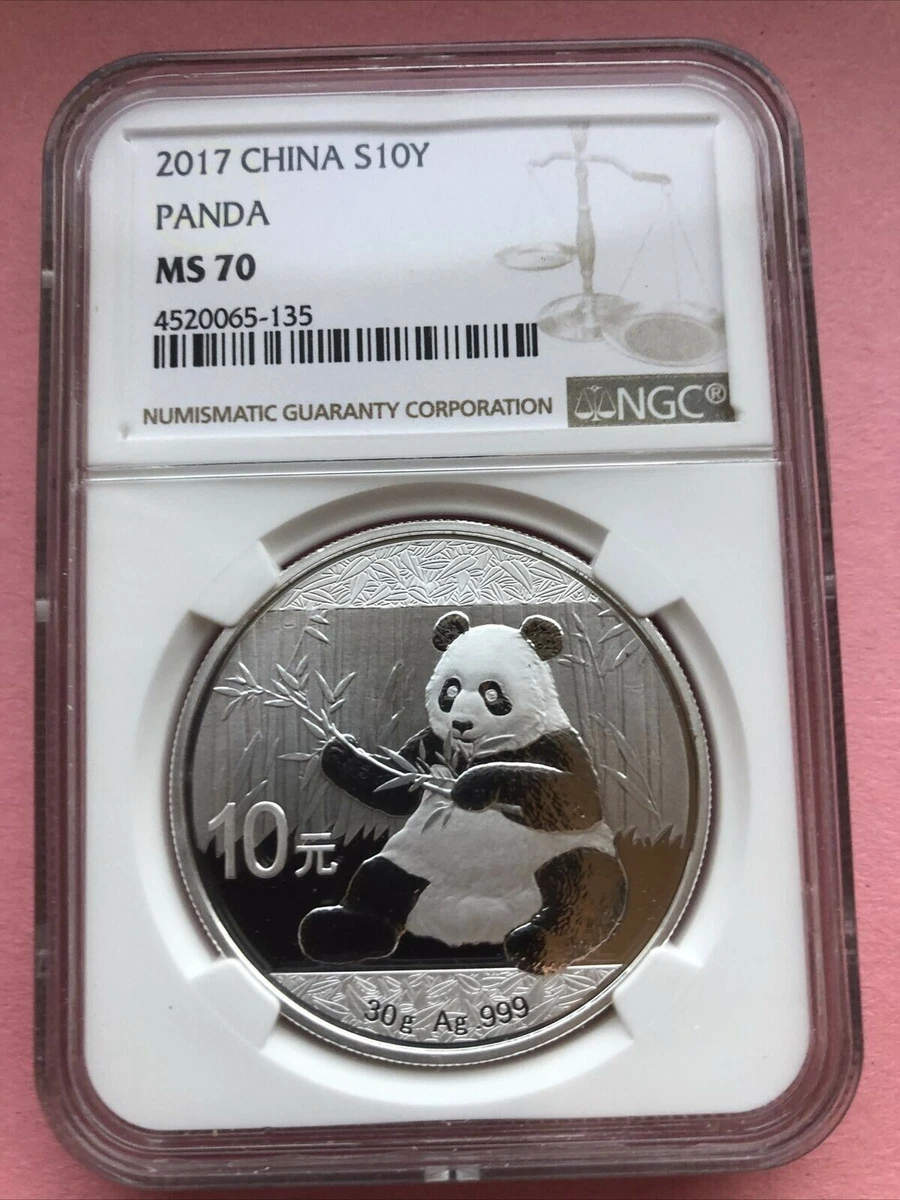 2017 CHINA S10Y
PANDA
MS 70
4520065-135
NUMISMATIC GUARANTY CORPORATION NGC®
10元
30g Ag .999